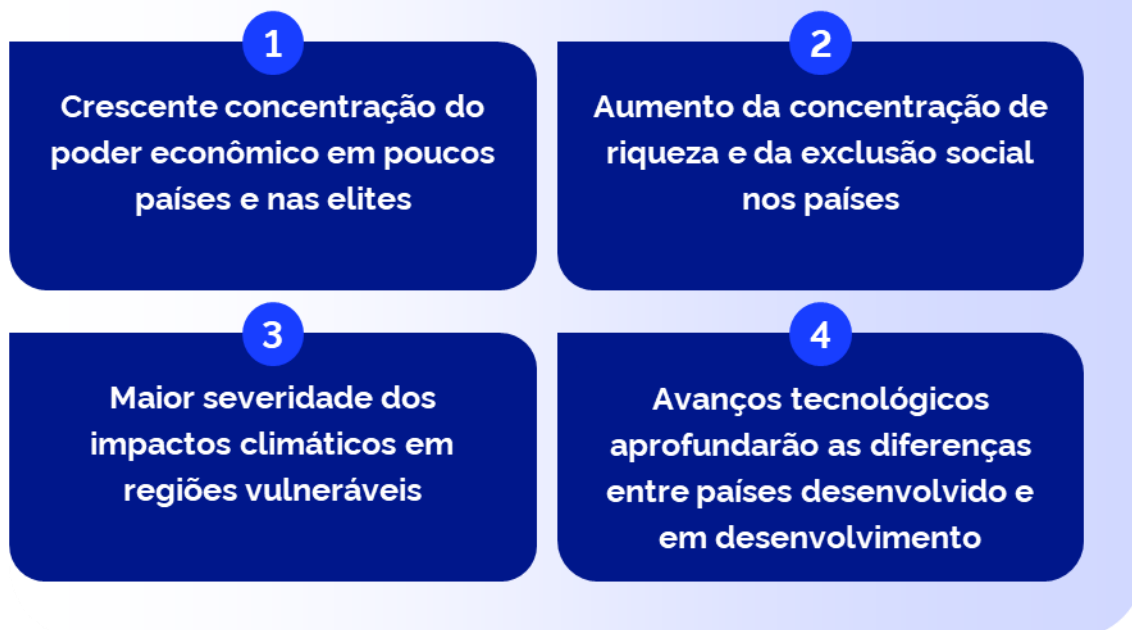 1
Crescente concentração do
poder econômico em poucos
países e nas elites
2
Aumento da concentração de
riqueza e da exclusão social
nos países
3
Maior severidade dos
impactos climáticos em
regiões vulneráveis
4
Avanços tecnológicos
aprofundarão as diferenças
entre países desenvolvido e
em desenvolvimento